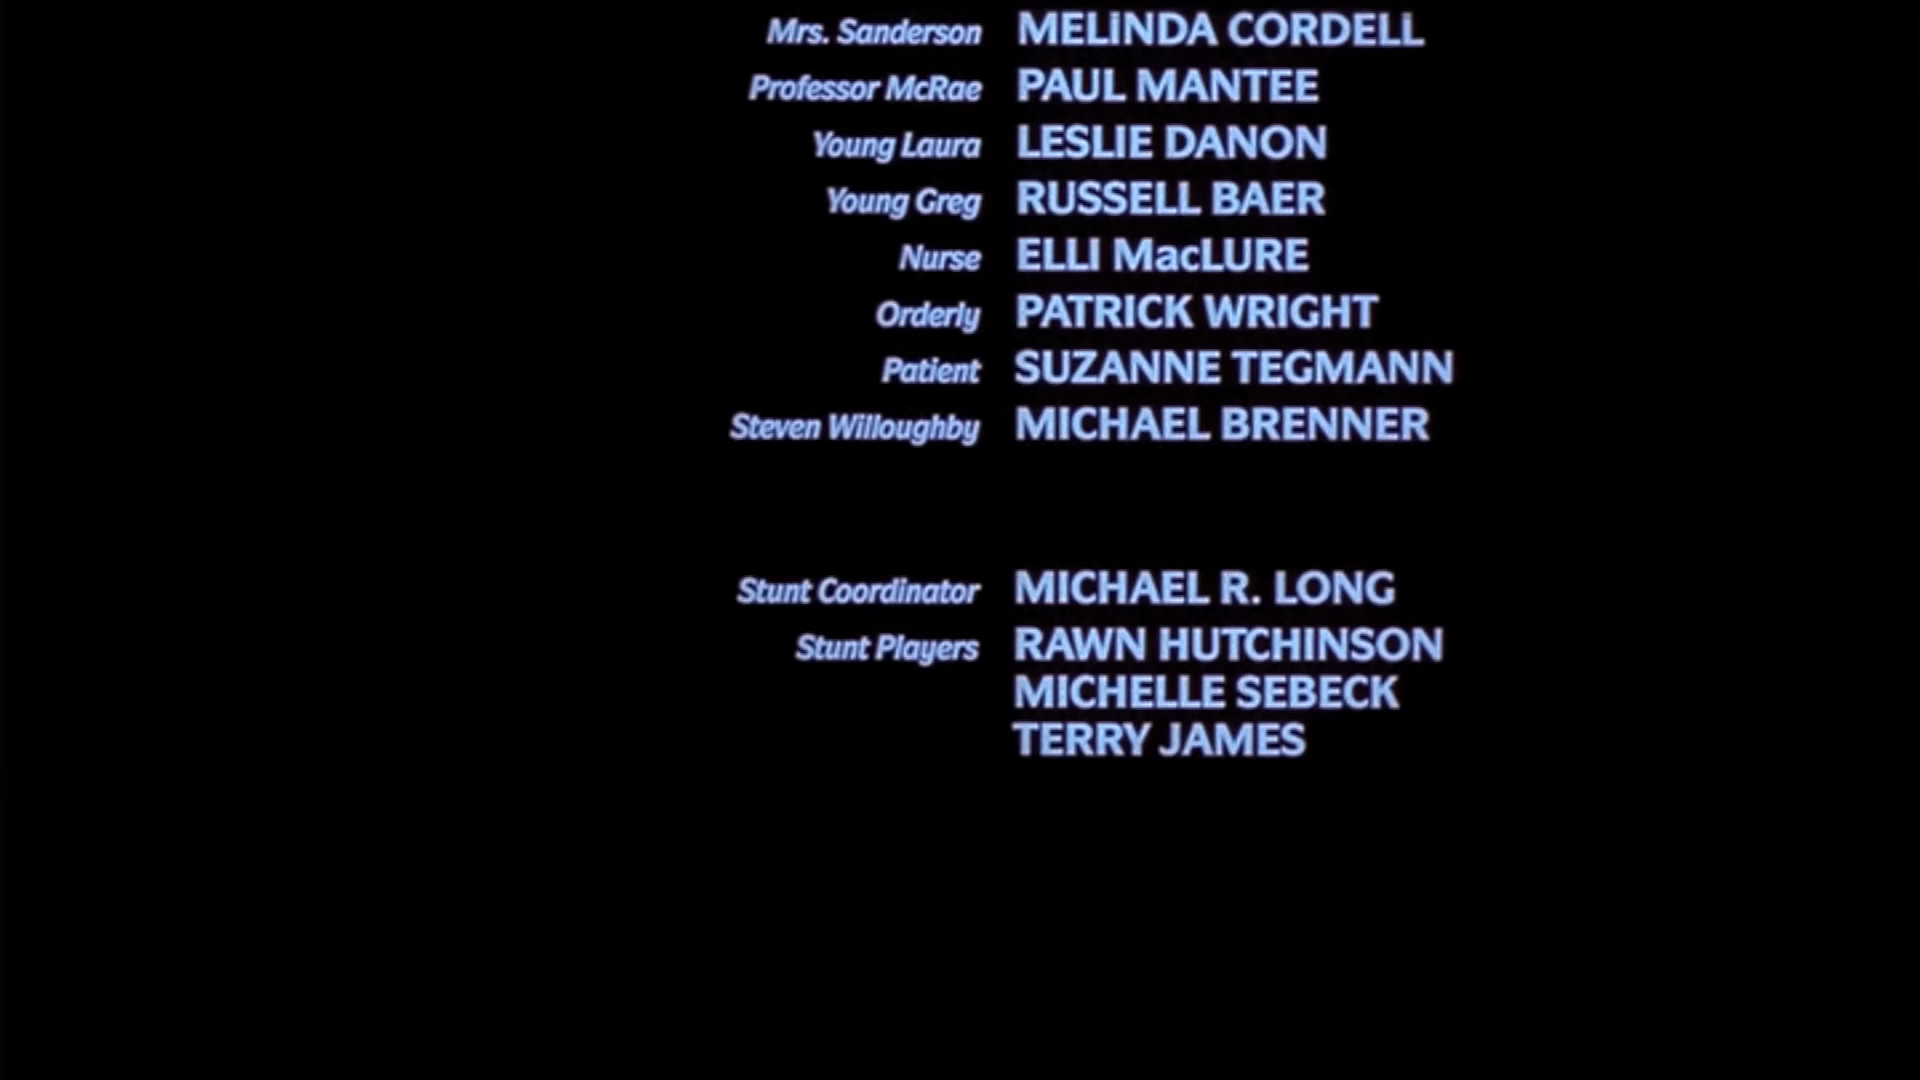 Mrs. Sanderson MELiNDA CORDELL
Professor McRae PAUL MANTEE
Young Laura LESLIE DANON
Young Greg RUSSELL BAER
Nurse ELLI MacLURE
Orderly PATRICK WRIGHT
Patient SUZANNE TEGMANN
Steven Willoughby MICHAEL BRENNER
Stunt Coordinator MICHAEL R. LONG
Stunt Players RAWN HUTCHINSON
MICHELLE SEBECK
TERRY JAMES